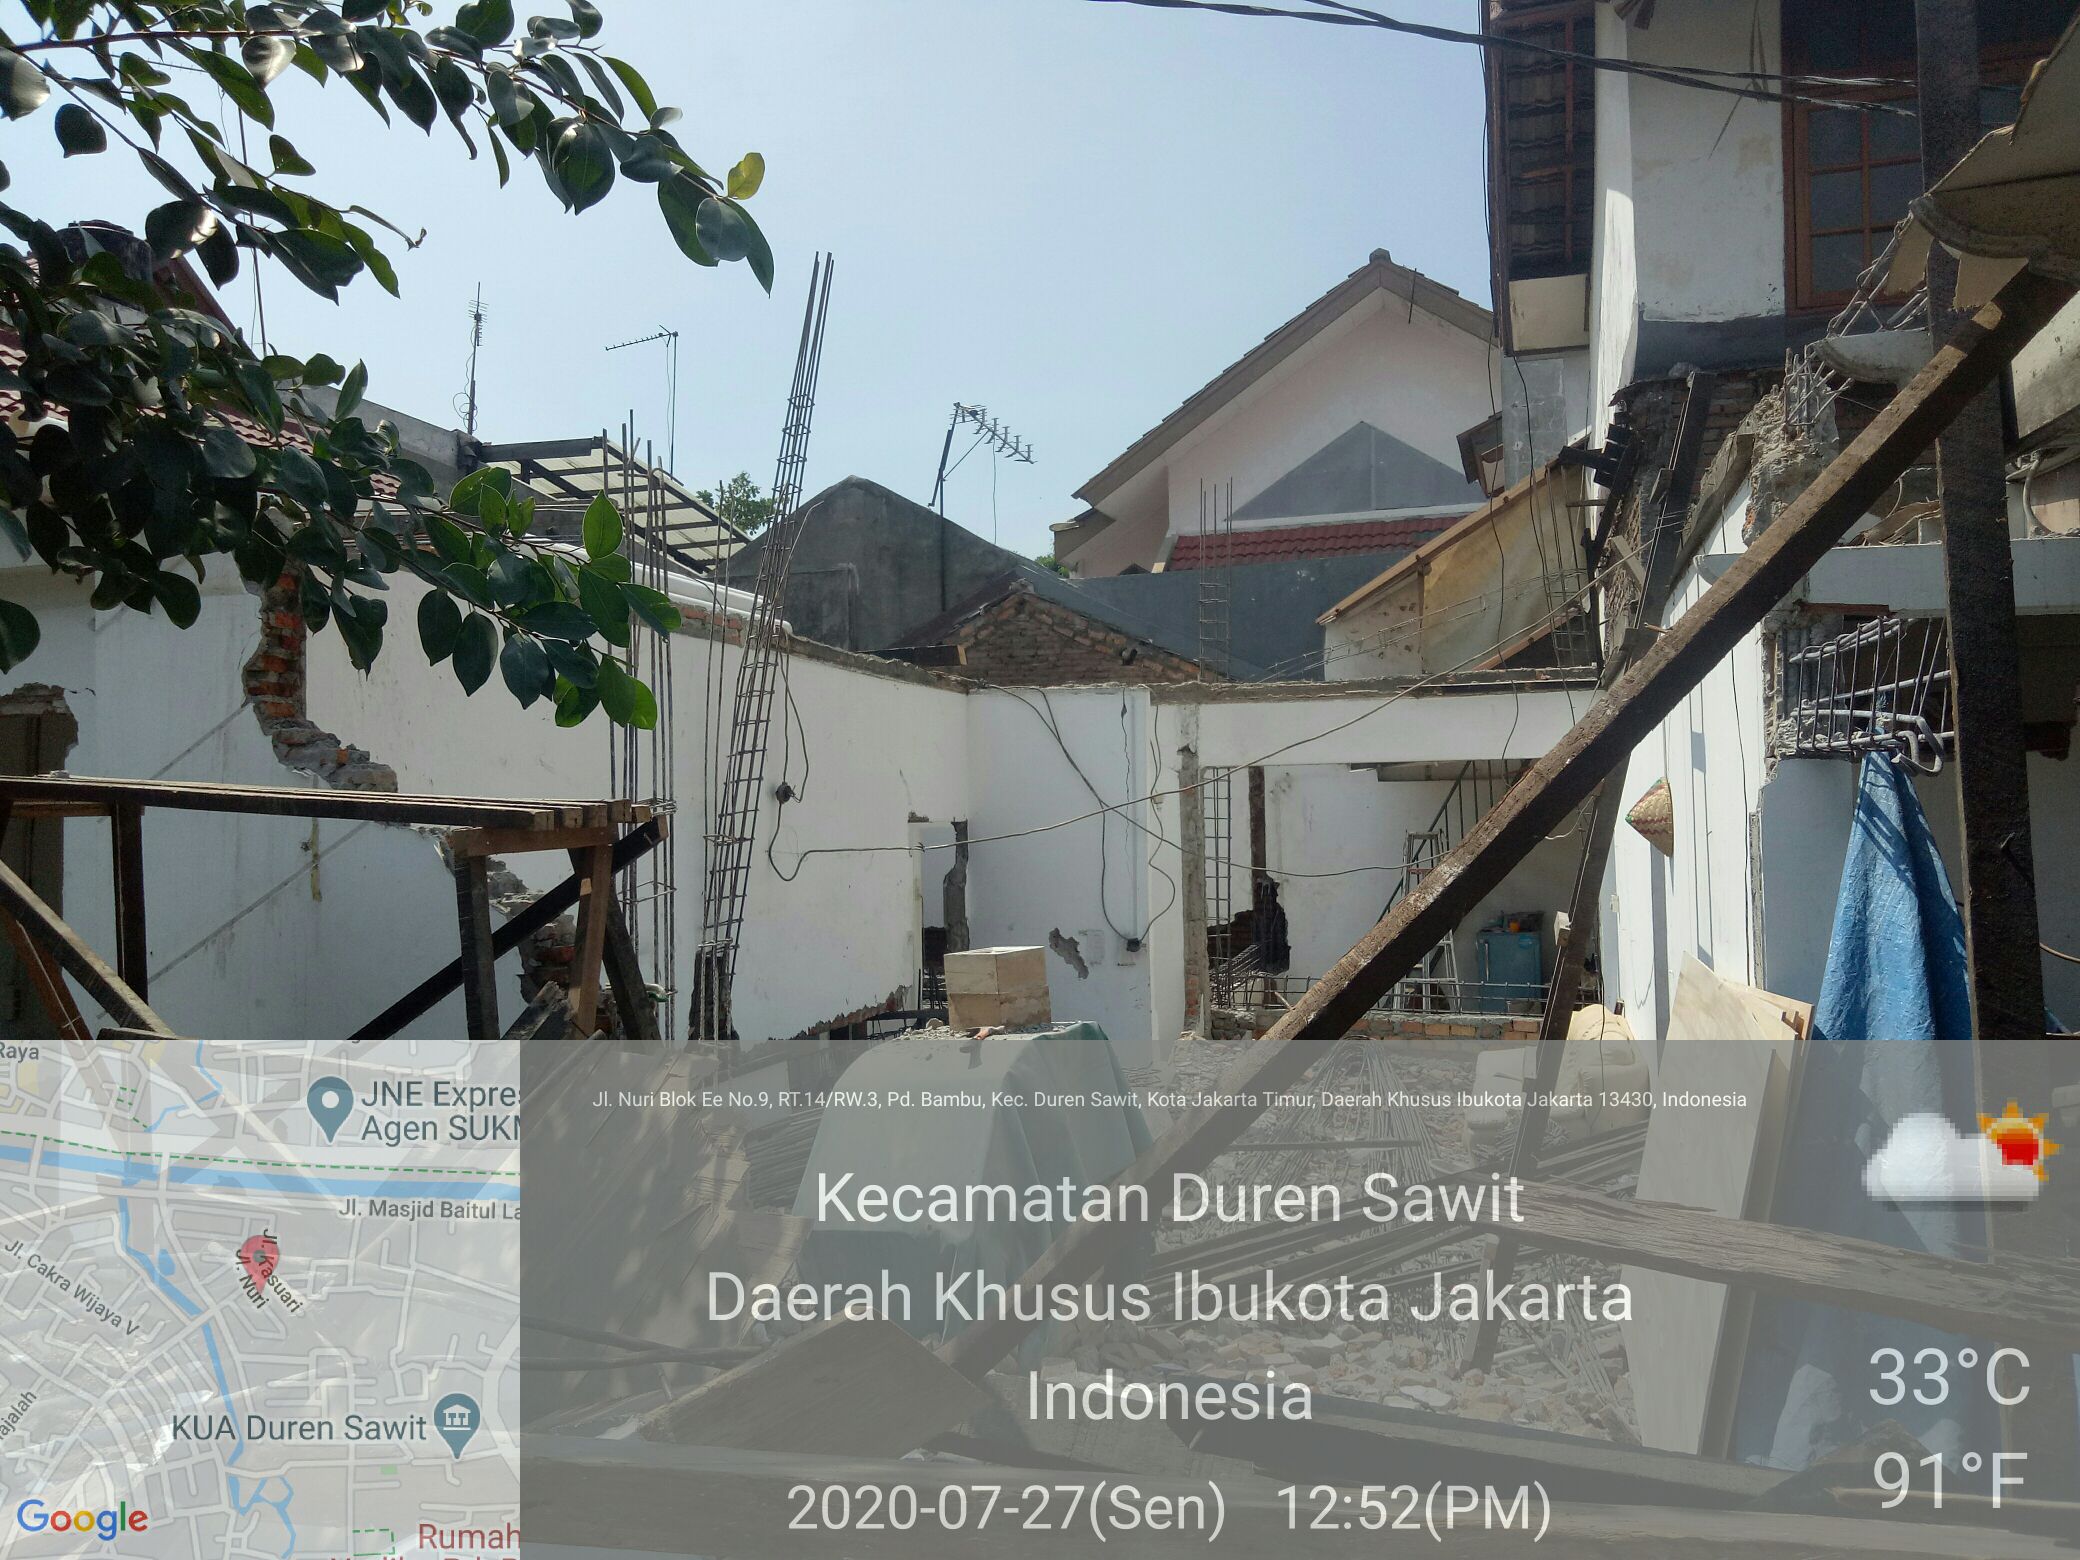 Jl. Nuri Blok Ee No.9, RT.14/RW.3, Pd. Bambu, Kec. Duren Sawit, Kota Jakarta Timur, Daerah Khusus Ibukota Jakarta 13430, Indonesia
Kecamatan Duren Sawit
Daerah Khusus Ibukota Jakarta
Indonesia
2020-07-27(Sen) 12:52(PM)
33°C
91°F
Raya
JNE Expres
Agen SUKM
Jl. Masjid Baitul La
Jl. Kasuari
Jl. Nuri
Jl. Cakra Wijaya V
ajalah
KUA Duren Sawit
Google
Rumah